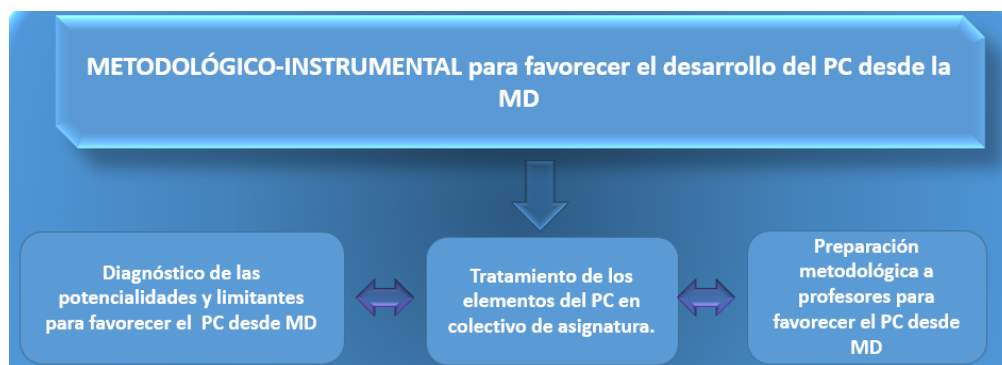 METODOLÓGICO-INSTRUMENTAL para favorecer el desarrollo del PC desde la
MD
Diagnóstico de las
potencialidades y limitantes
para favorecer el PC desde MD
Tratamiento de los
elementos del PC en
colectivo de asignatura.
Preparación
metodológica a
profesores para
favorecer el PC desde
MD